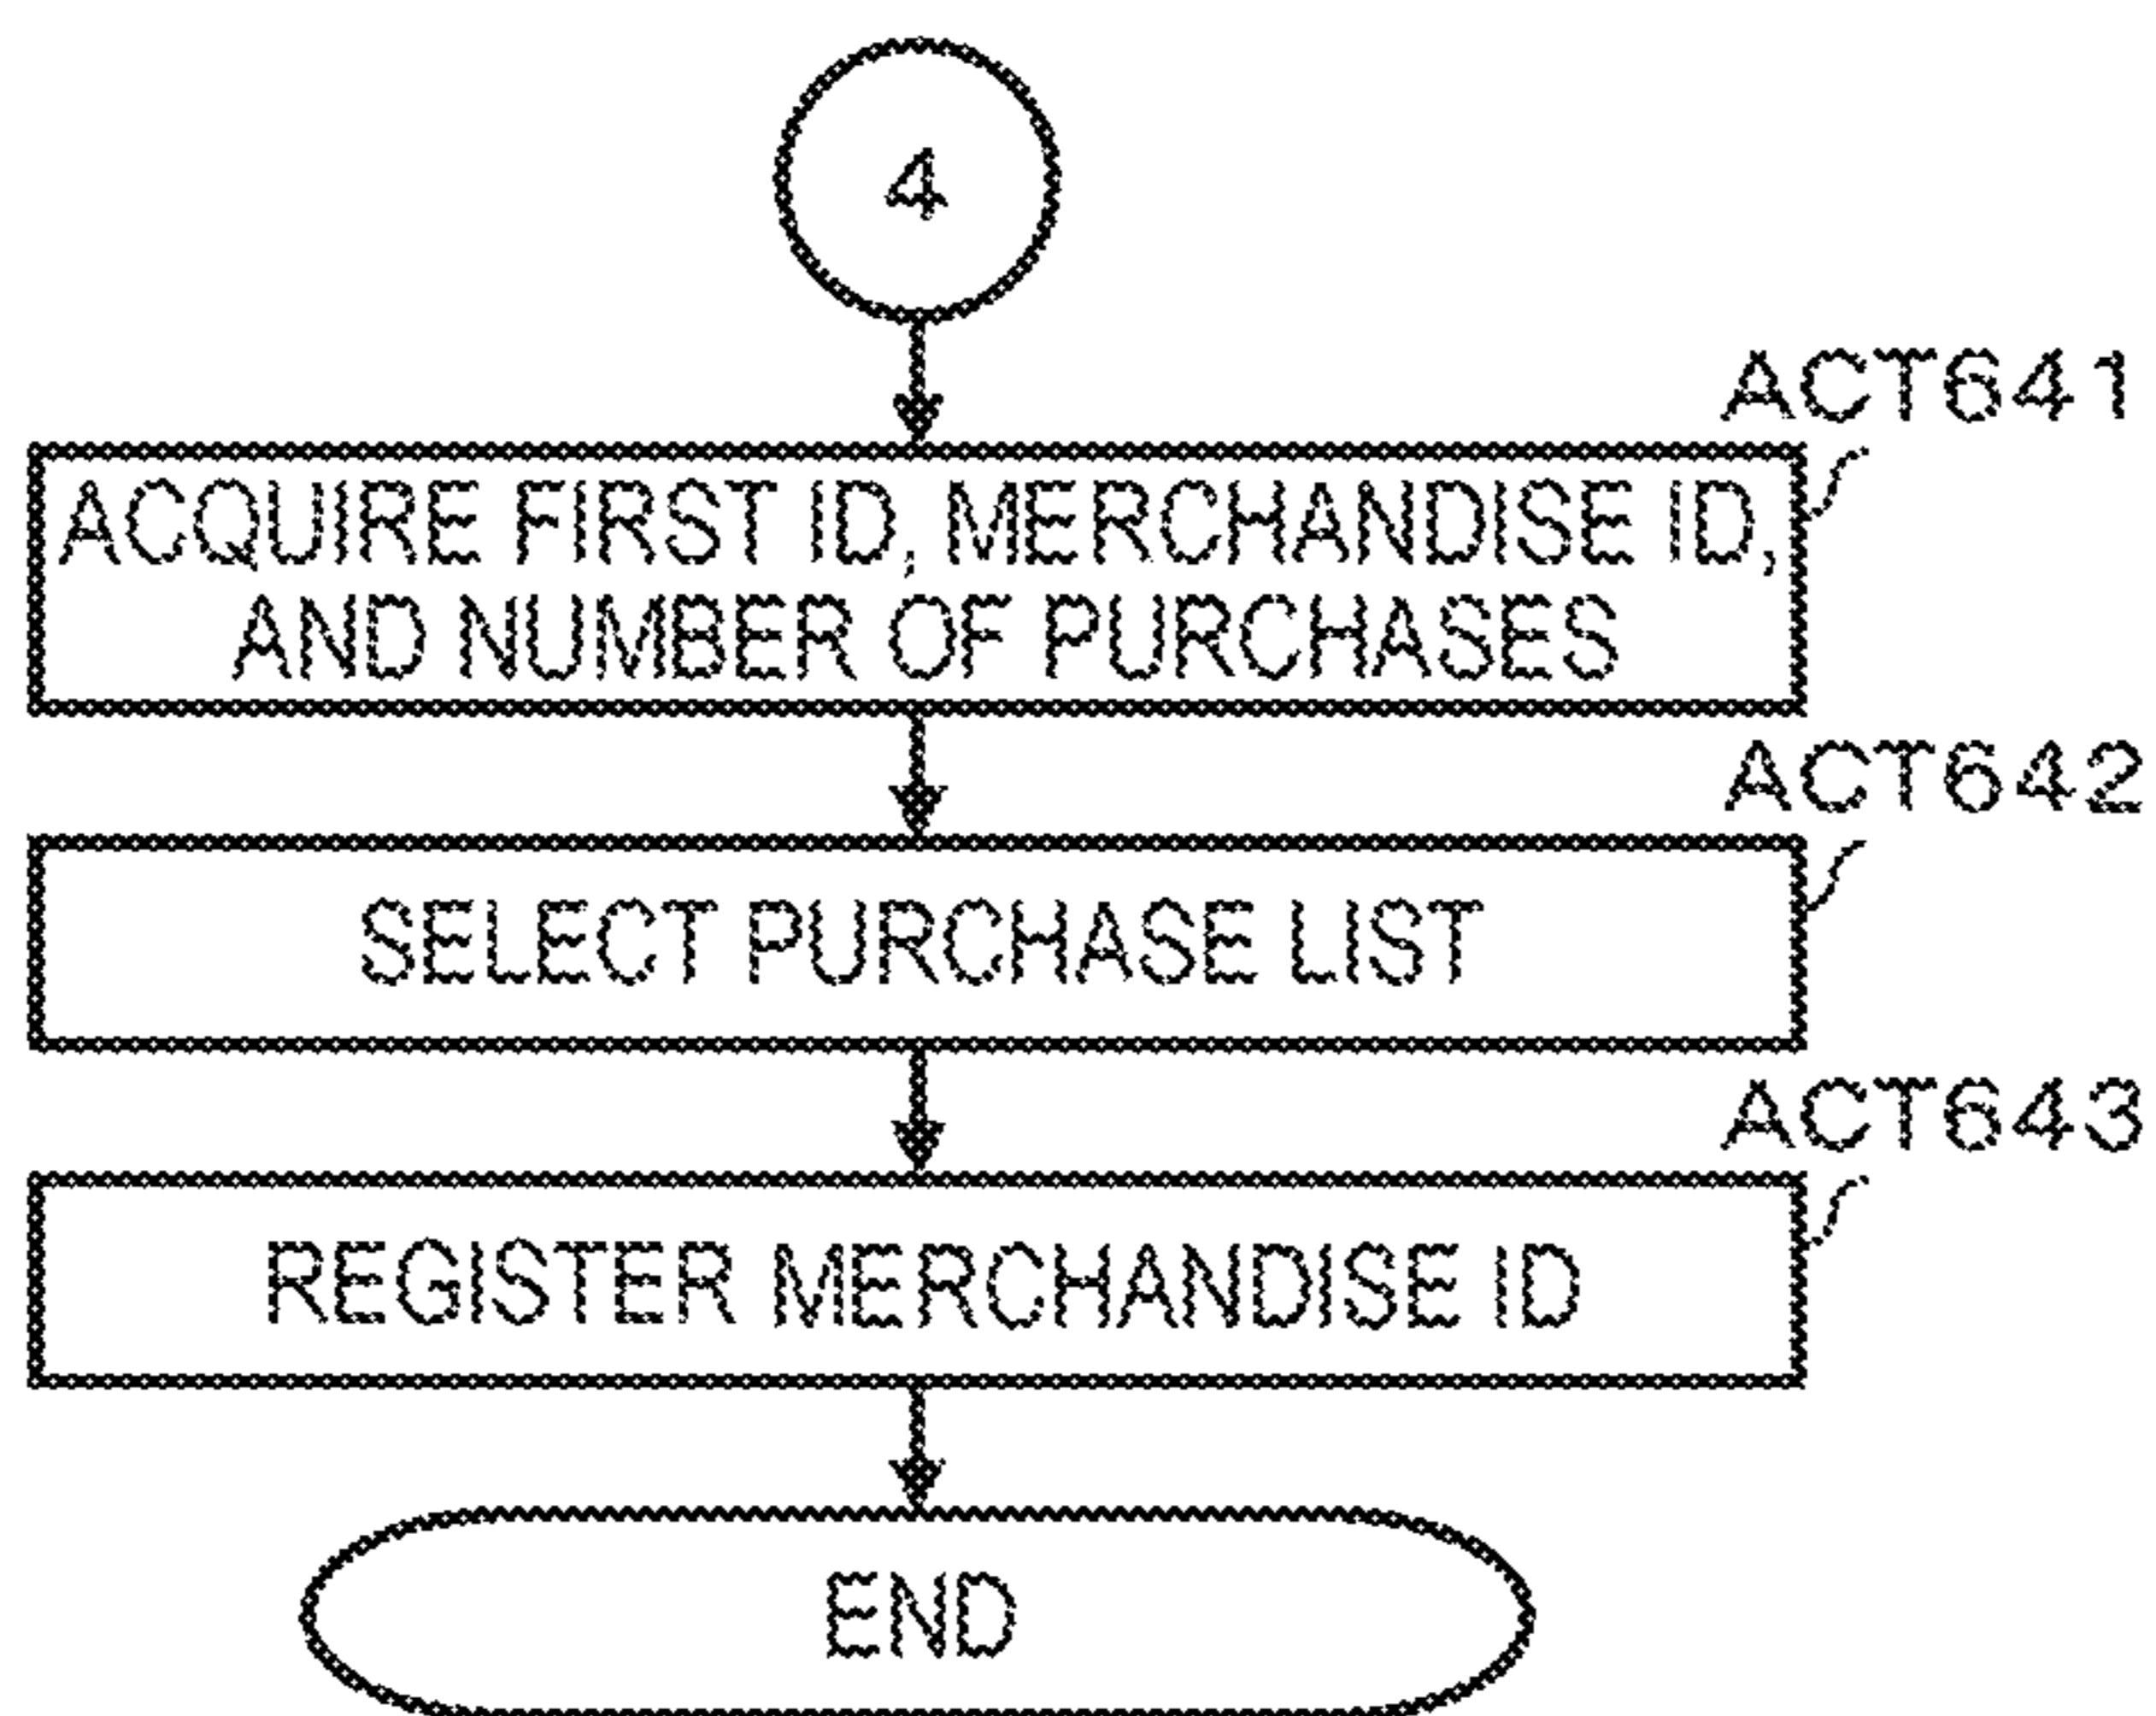 4
ACT641
ACQUIRE FIRST ID, MERCHANDISE ID,
AND NUMBER OF PURCHASES
ACT642
SELECT PURCHASE LIST
ACT643
REGISTER MERCHANDISE ID
END